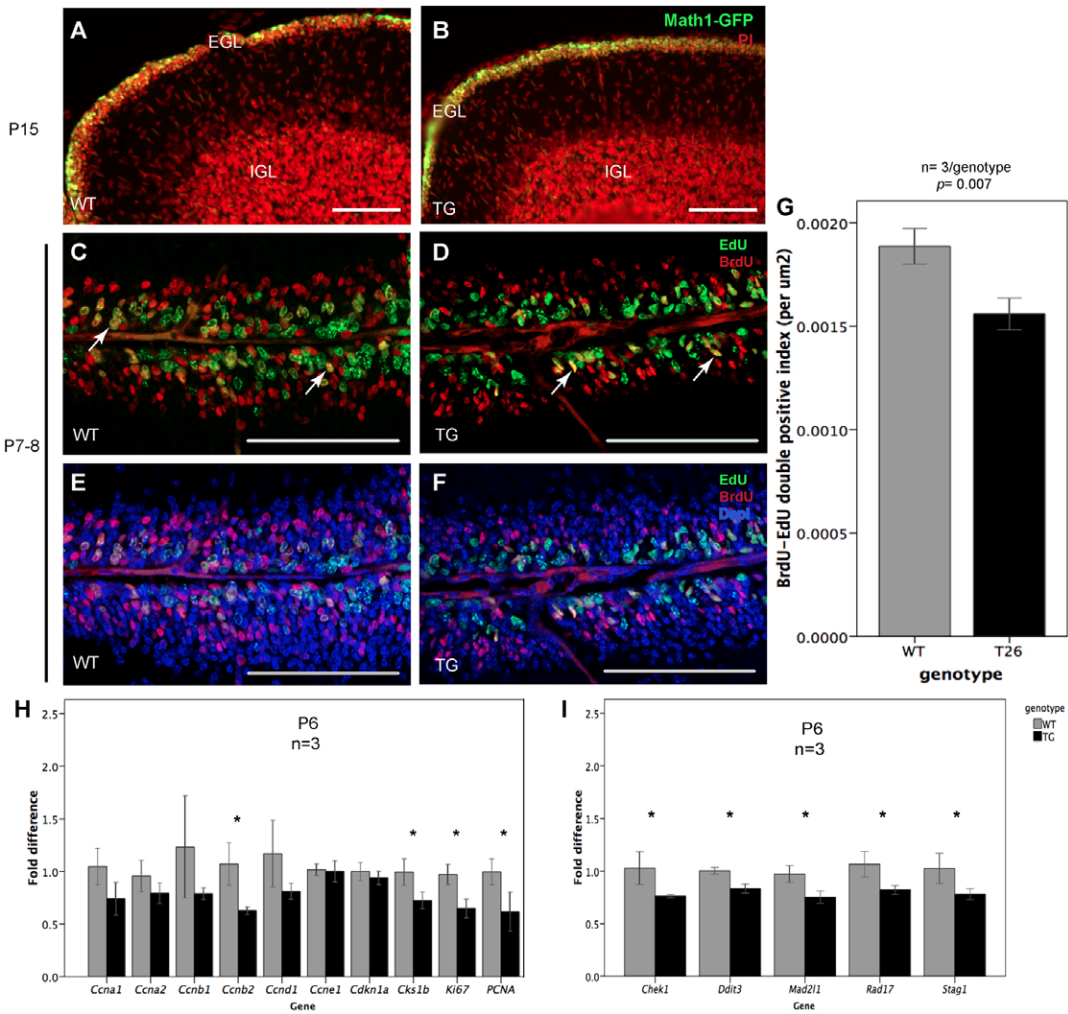 A
EGL
IGL
WT
B
Math1-GFP
PI
EGL
IGL
TG
P15
C
WT
D
EdU
BrdU
TG
P7-8
E
WT
F
EdU
BrdU
DapI
TG
n= 3/genotype
p= 0.007
G
BrdU-EdU double positive index (per um2)
0.0020
0.0015
0.0010
0.0005
0.0000
WT T26
genotype
H
P6
n=3
Fold difference
2.5
2.0
1.5
1.0
0.5
0.0
* * * *
Ccna1 Ccna2 Ccnb1 Ccnb2 Ccnd1 Ccne1 Cdkn1a Cks1b Ki67 PCNA
Gene
I
P6
n=3
Fold difference
2.5
2.0
1.5
1.0
0.5
0.0
* * * * *
Chek1 Ddit3 Mad2l1 Rad17 Stag1
Gene
genotype
WT
TG